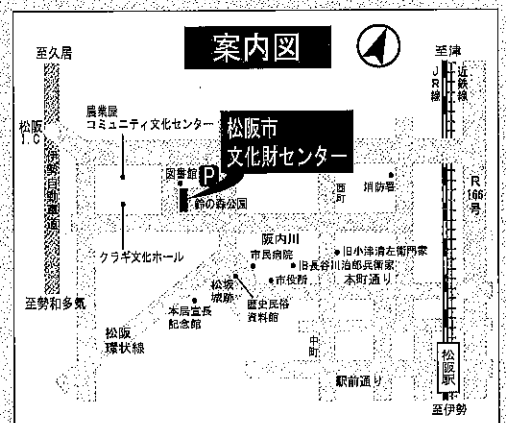 案内図
至久居
至津
JR線
近鉄線
農業屋
コミュニティ文化センター
松阪
I.C
伊勢自動車道
松阪市
文化財センター
図書館
P
鈴の森公園
西町
消防署
R
166
号
クラギ文化ホール
阪内川
市民病院
旧小津清左衛門家
旧長谷川治郎兵衛家
本町通り
市役所
松坂
城跡
歴史民俗
資料館
本居宣長
記念館
至勢和多気
松阪
環状線
中町
駅前通り
松阪駅
至伊勢